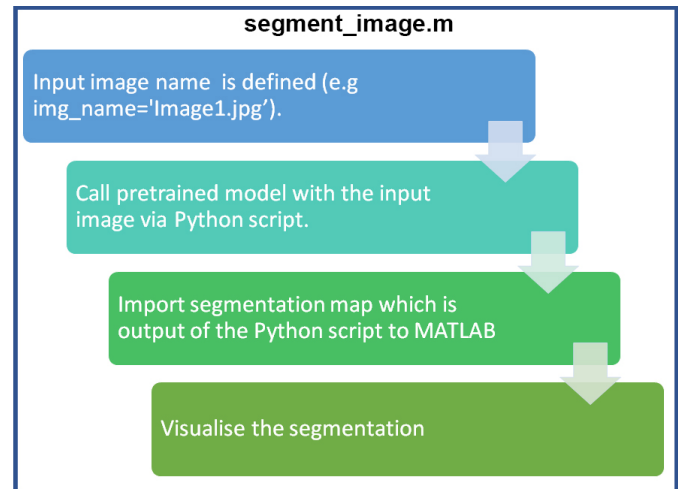 segment_image.m
Input image name  is defined (e.g
img_name='Image1.jpg’).
Call pretrained model with the input
image via Python script.
Import segmentation map which is
output of the Python script to MATLAB
Visualise the segmentation